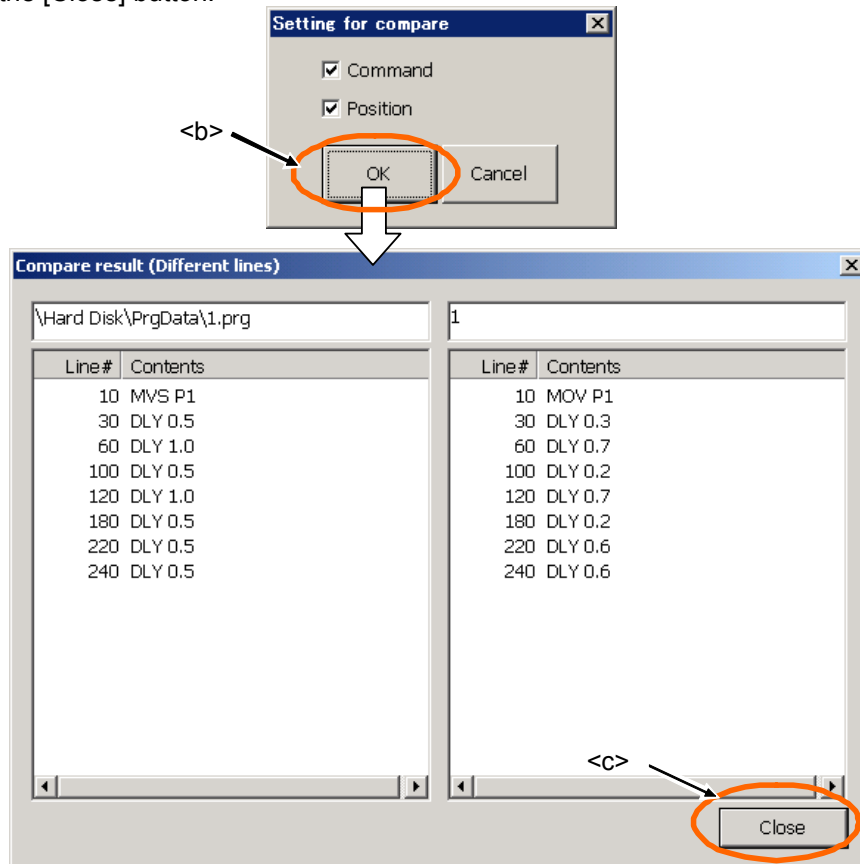 the [Close] button.
Setting for compare
Command
Position
<b>
OK Cancel
Compare result (Different lines)
\Hard Disk\PrgData\1.prg 1
Line# Contents Line# Contents
10 MVS P1 10 MOV P1
30 DLY 0.5 30 DLY 0.3
60 DLY 1.0 60 DLY 0.7
100 DLY 0.5 100 DLY 0.2
120 DLY 1.0 120 DLY 0.7
180 DLY 0.5 180 DLY 0.2
220 DLY 0.5 220 DLY 0.6
240 DLY 0.5 240 DLY 0.6
<c>
Close